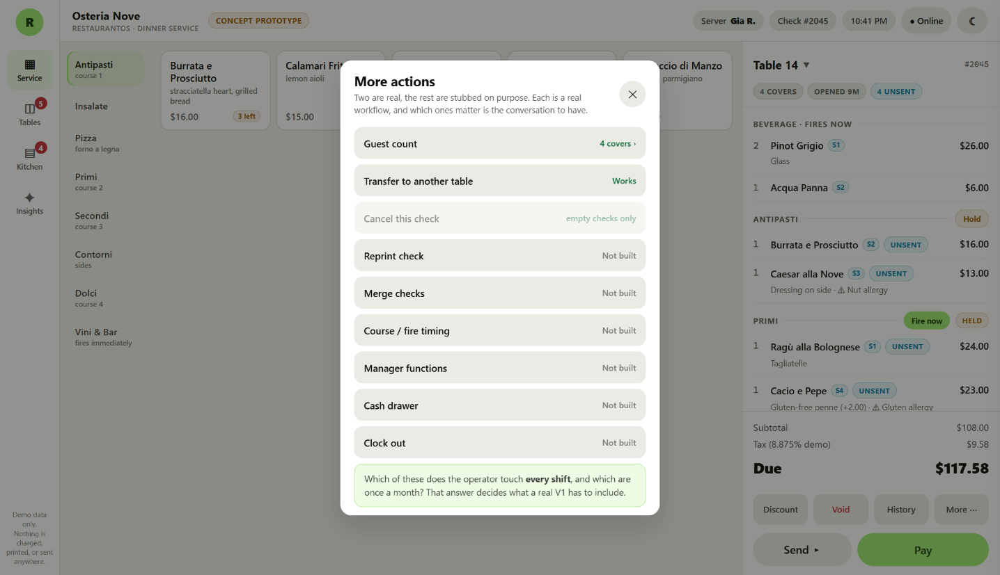 R
Osteria Nove
RESTAURANTOS · DINNER SERVICE
CONCEPT PROTOTYPE
Server Gia R.
Check #2045
10:41 PM
● Online
Service
5
Tables
4
Kitchen
Insights
Demo data
only.
Nothing is
charged,
printed, or sent
anywhere.
Antipasti
course 1
Insalate
Pizza
forno a legna
Primi
course 2
Secondi
course 3
Contorni
sides
Dolci
course 4
Vini & Bar
fires immediately
Burrata e
Prosciutto
stracciatella heart, grilled
bread
$16.00
3 left
Calamari Frit
lemon aioli
$15.00
ccio di Manzo
parmigiano
More actions
Two are real, the rest are stubbed on purpose. Each is a real
workflow, and which ones matter is the conversation to have.
Guest count
4 covers ›
Transfer to another table
Works
Cancel this check
empty checks only
Reprint check
Not built
Merge checks
Not built
Course / fire timing
Not built
Manager functions
Not built
Cash drawer
Not built
Clock out
Not built
Which of these does the operator touch every shift, and which are
once a month? That answer decides what a real V1 has to include.
Table 14 ▼
#2045
4 COVERS
OPENED 9M
4 UNSENT
BEVERAGE · FIRES NOW
2 Pinot Grigio S1 $26.00
Glass
1 Acqua Panna S2 $6.00
ANTIPASTI
Hold
1 Burrata e Prosciutto S2 UNSENT $16.00
1 Caesar alla Nove S3 UNSENT $13.00
Dressing on side · ⚠ Nut allergy
PRIMI
Fire now
HELD
1 Ragù alla Bolognese S1 UNSENT $24.00
Tagliatelle
1 Cacio e Pepe S4 UNSENT $23.00
Gluten-free penne (+2.00) · ⚠ Gluten allergy
Subtotal $108.00
Tax (8.875% demo) $9.58
Due $117.58
Discount
Void
History
More ···
Send ▸
Pay